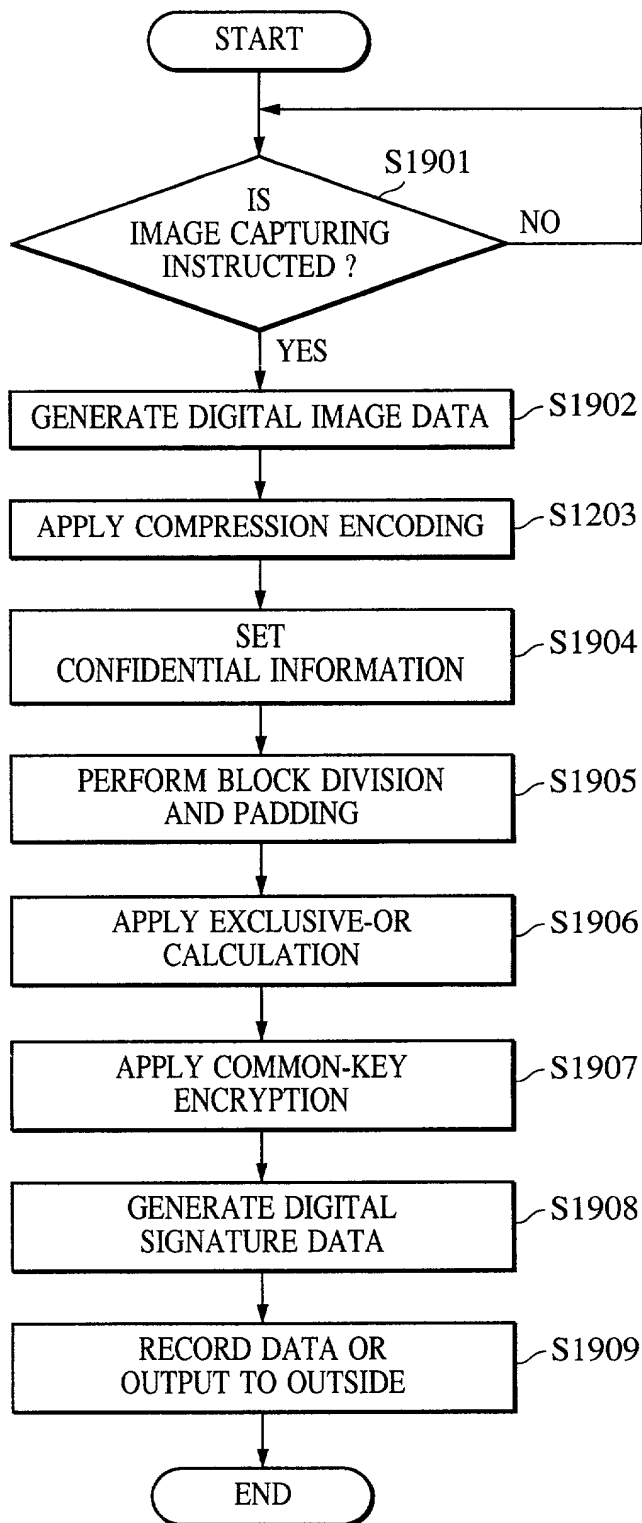 START
S1901
IS
IMAGE CAPTURING
INSTRUCTED ?
NO
YES
GENERATE DIGITAL IMAGE DATA
S1902
APPLY COMPRESSION ENCODING
S1203
SET
CONFIDENTIAL INFORMATION
S1904
PERFORM BLOCK DIVISION
AND PADDING
S1905
APPLY EXCLUSIVE-OR
CALCULATION
S1906
APPLY COMMON-KEY
ENCRYPTION
S1907
GENERATE DIGITAL
SIGNATURE DATA
S1908
RECORD DATA OR
OUTPUT TO OUTSIDE
S1909
END